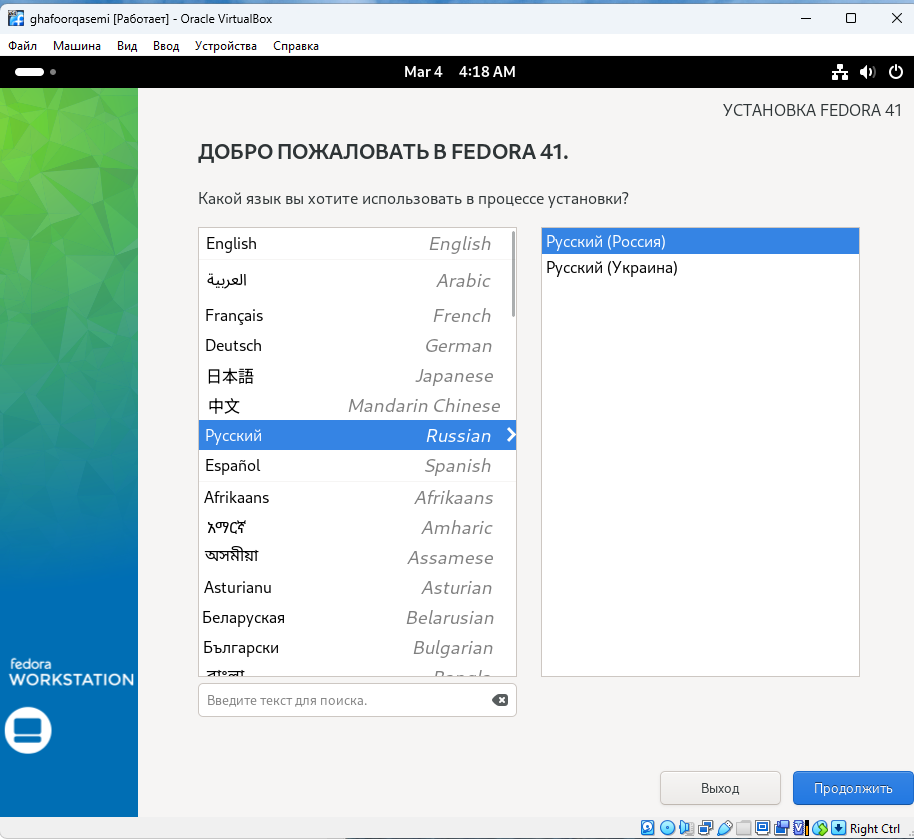 ghafoorqasemi [Работает] - Oracle VirtualBox
Файл Машина Вид Ввод Устройства Справка
Mar 4 4:18 AM
УСТАНОВКА FEDORA 41
ДОБРО ПОЖАЛОВАТЬ В FEDORA 41.
Какой язык вы хотите использовать в процессе установки?
English English
العربية Arabic
Français French
Deutsch German
日本語 Japanese
中文 Mandarin Chinese
Русский Russian
Español Spanish
Afrikaans Afrikaans
አማርኛ Amharic
অসমীয়া Assamese
Asturianu Asturian
Беларуская Belarusian
Български Bulgarian
বাংলা Bangla
Введите текст для поиска.
Русский (Россия)
Русский (Украина)
fedora
WORKSTATION
Выход Продолжить
Right Ctrl